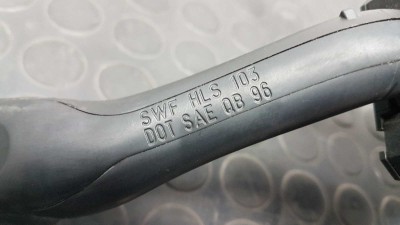 SWF HLS 103
DOT SAE QB 96